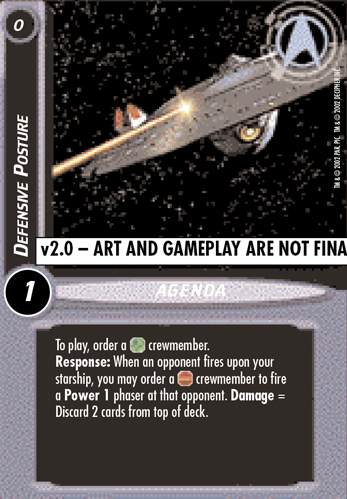 0
DEFENSIVE POSTURE
TM & © 2002 PAR. PIC. TM & © 2002 DECIPHER INC.
v2.0 – ART AND GAMEPLAY ARE NOT FINA
1
AGENDA
To play, order a crewmember.
Response: When an opponent fires upon your
starship, you may order a crewmember to fire
a Power 1 phaser at that opponent. Damage =
Discard 2 cards from top of deck.